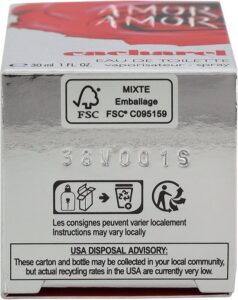 AMOR
AMOR
cacharel
EAU DE TOILETTE
℮ 30 ml 1 FL. OZ vaporisateur - spray
FSC
MIXTE
Emballage
FSC® C095159
38W001S
Les consignes peuvent varier localement
Instructions may vary locally
USA DISPOSAL ADVISORY:
These carton and bottle may be collected in your local community,
but actual recycling rates in the USA are currently very low.